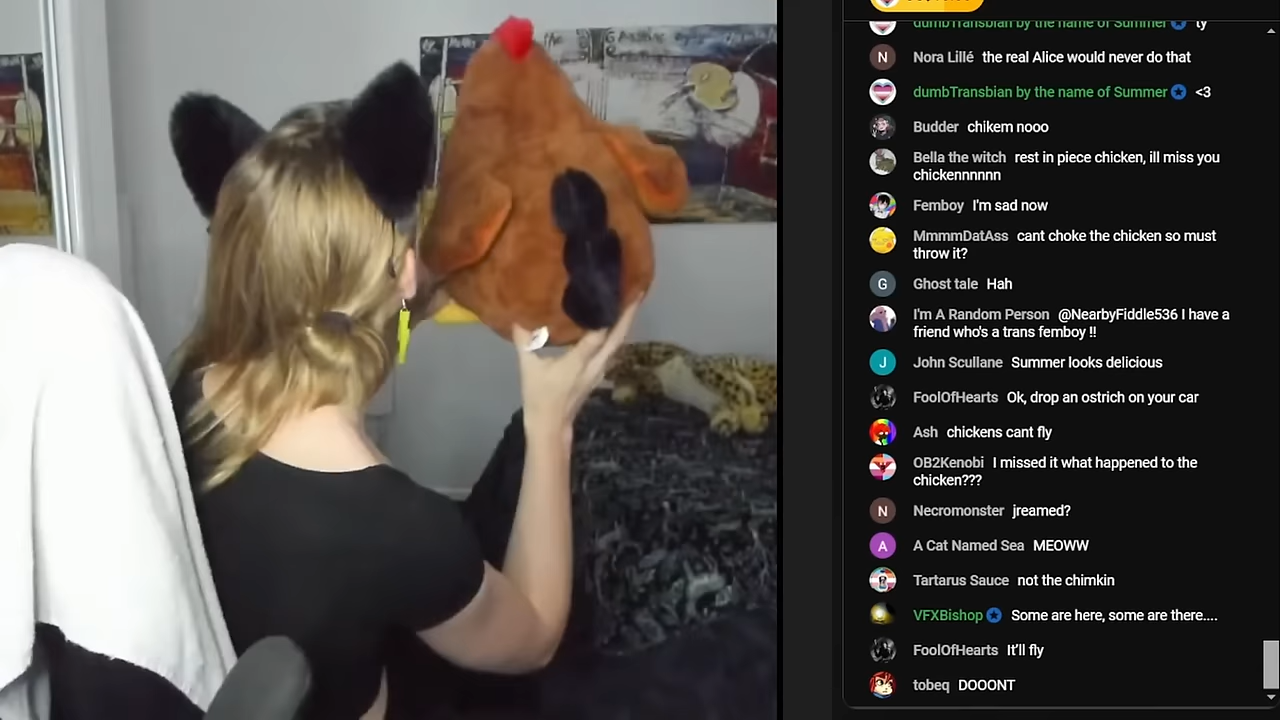 dumbTransbian by the name of Summer ty
N Nora Lillé the real Alice would never do that
dumbTransbian by the name of Summer <3
Budder chikem nooo
Bella the witch rest in piece chicken, ill miss you
chickennnnnn
Femboy I'm sad now
MmmmDatAss cant choke the chicken so must
throw it?
G Ghost tale Hah
I'm A Random Person @NearbyFiddle536 I have a
friend who's a trans femboy !!
J John Scullane Summer looks delicious
FoolOfHearts Ok, drop an ostrich on your car
Ash chickens cant fly
OB2Kenobi I missed it what happened to the
chicken???
N Necromonster jreamed?
A A Cat Named Sea MEOWW
Tartarus Sauce not the chimkin
VFXBishop Some are here, some are there....
FoolOfHearts It'll fly
tobeq DOOONT